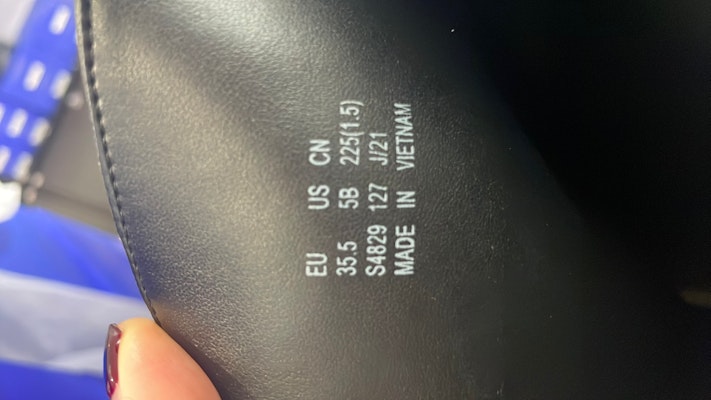 EU US CN
35.5 5B 225(1.5)
S4829 127 J/21
MADE IN VIETNAM